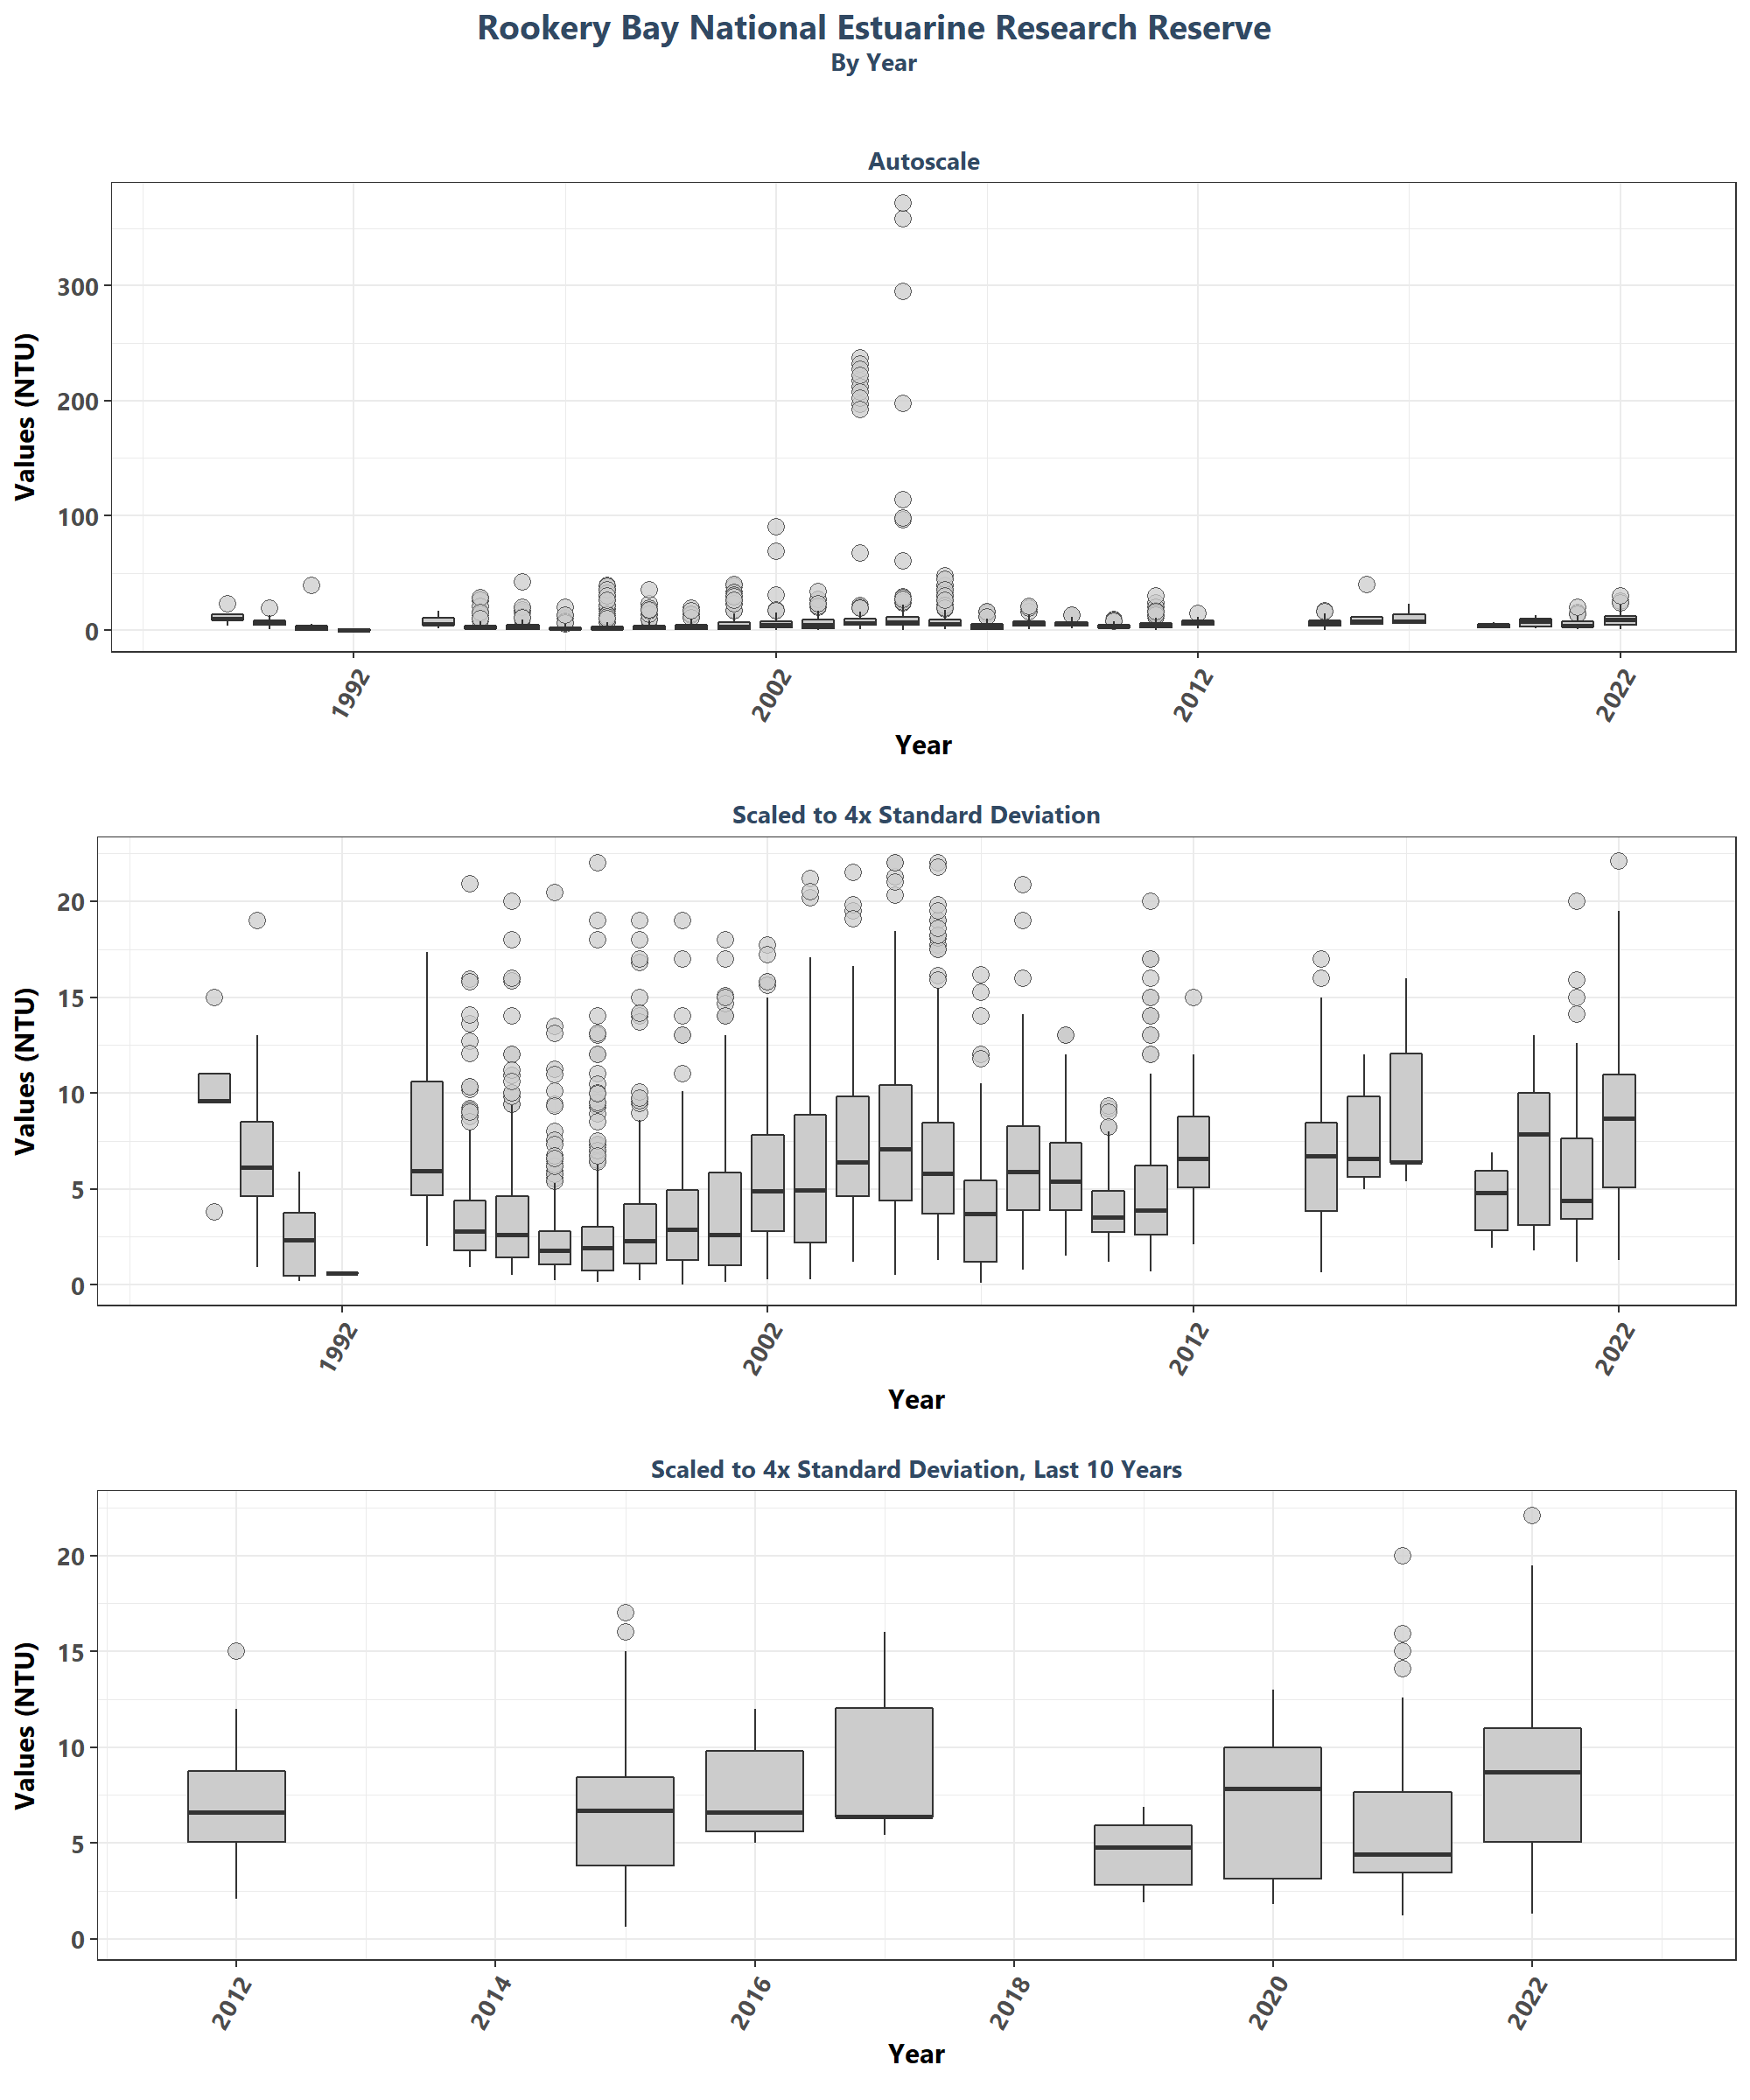 Rookery Bay National Estuarine Research Reserve
By Year
Autoscale
Values (NTU)
300
200
100
0
1992
2002
2012
2022
Year
Scaled to 4x Standard Deviation
Values (NTU)
20
15
10
5
0
1992
2002
2012
2022
Year
Scaled to 4x Standard Deviation, Last 10 Years
Values (NTU)
20
15
10
5
0
2012
2014
2016
2018
2020
2022
Year